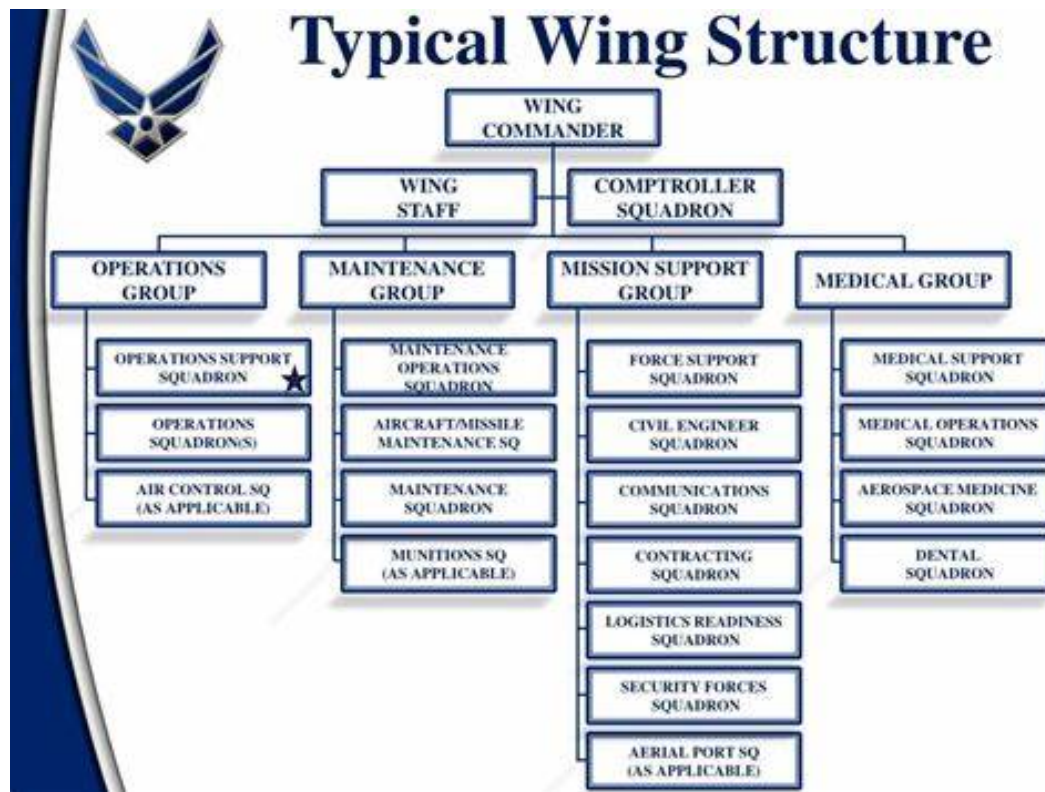 Typical Wing Structure
WING
COMMANDER
WING
STAFF
COMPTROLLER
SQUADRON
OPERATIONS
GROUP
OPERATIONS SUPPORT
SQUADRON
OPERATIONS
SQUADRON(S)
AIR CONTROL SQ
(AS APPLICABLE)
MAINTENANCE
GROUP
MAINTENANCE
OPERATIONS
SQUADRON
AIRCRAFT/MISSILE
MAINTENANCE SQ
MAINTENANCE
SQUADRON
MUNITIONS SQ
(AS APPLICABLE)
MISSION SUPPORT
GROUP
FORCE SUPPORT
SQUADRON
CIVIL ENGINEER
SQUADRON
COMMUNICATIONS
SQUADRON
CONTRACTING
SQUADRON
LOGISTICS READINESS
SQUADRON
SECURITY FORCES
SQUADRON
AERIAL PORT SQ
(AS APPLICABLE)
MEDICAL GROUP
MEDICAL SUPPORT
SQUADRON
MEDICAL OPERATIONS
SQUADRON
AEROSPACE MEDICINE
SQUADRON
DENTAL
SQUADRON